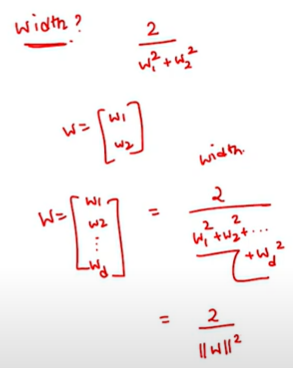 width?
2
w₁² + w₂²
w = [ w1
w2 ]
width.
w = [ w1
w2
⋮
wd ] = 2
w₁² + w₂² + ...
+ wd²
= 2
||w||²